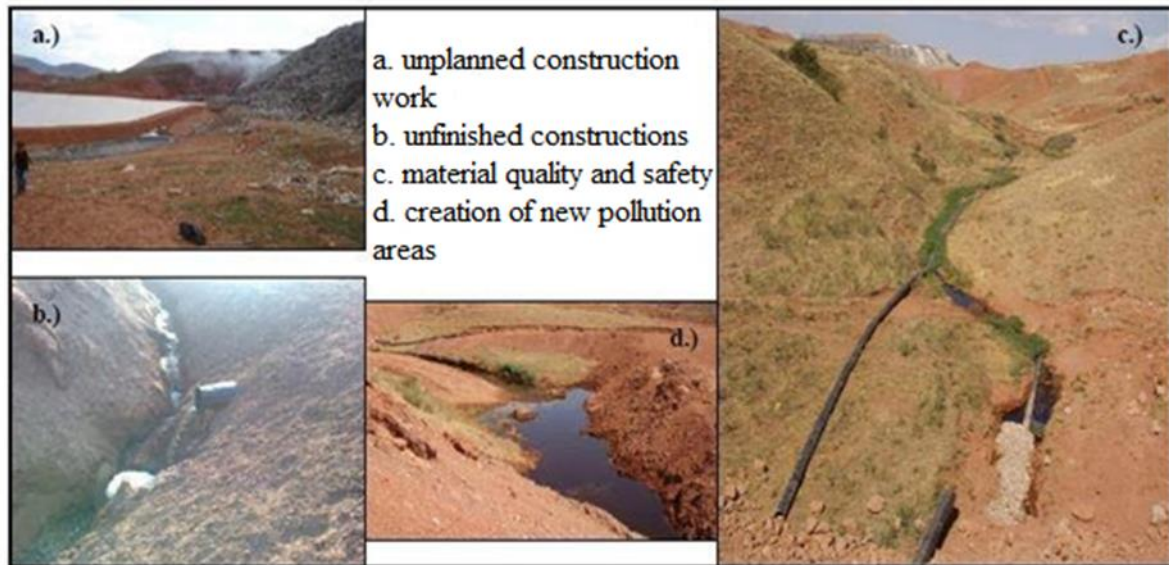 a.)
a. unplanned construction
work
b. unfinished constructions
c. material quality and safety
d. creation of new pollution
areas
c.)
b.)
d.)